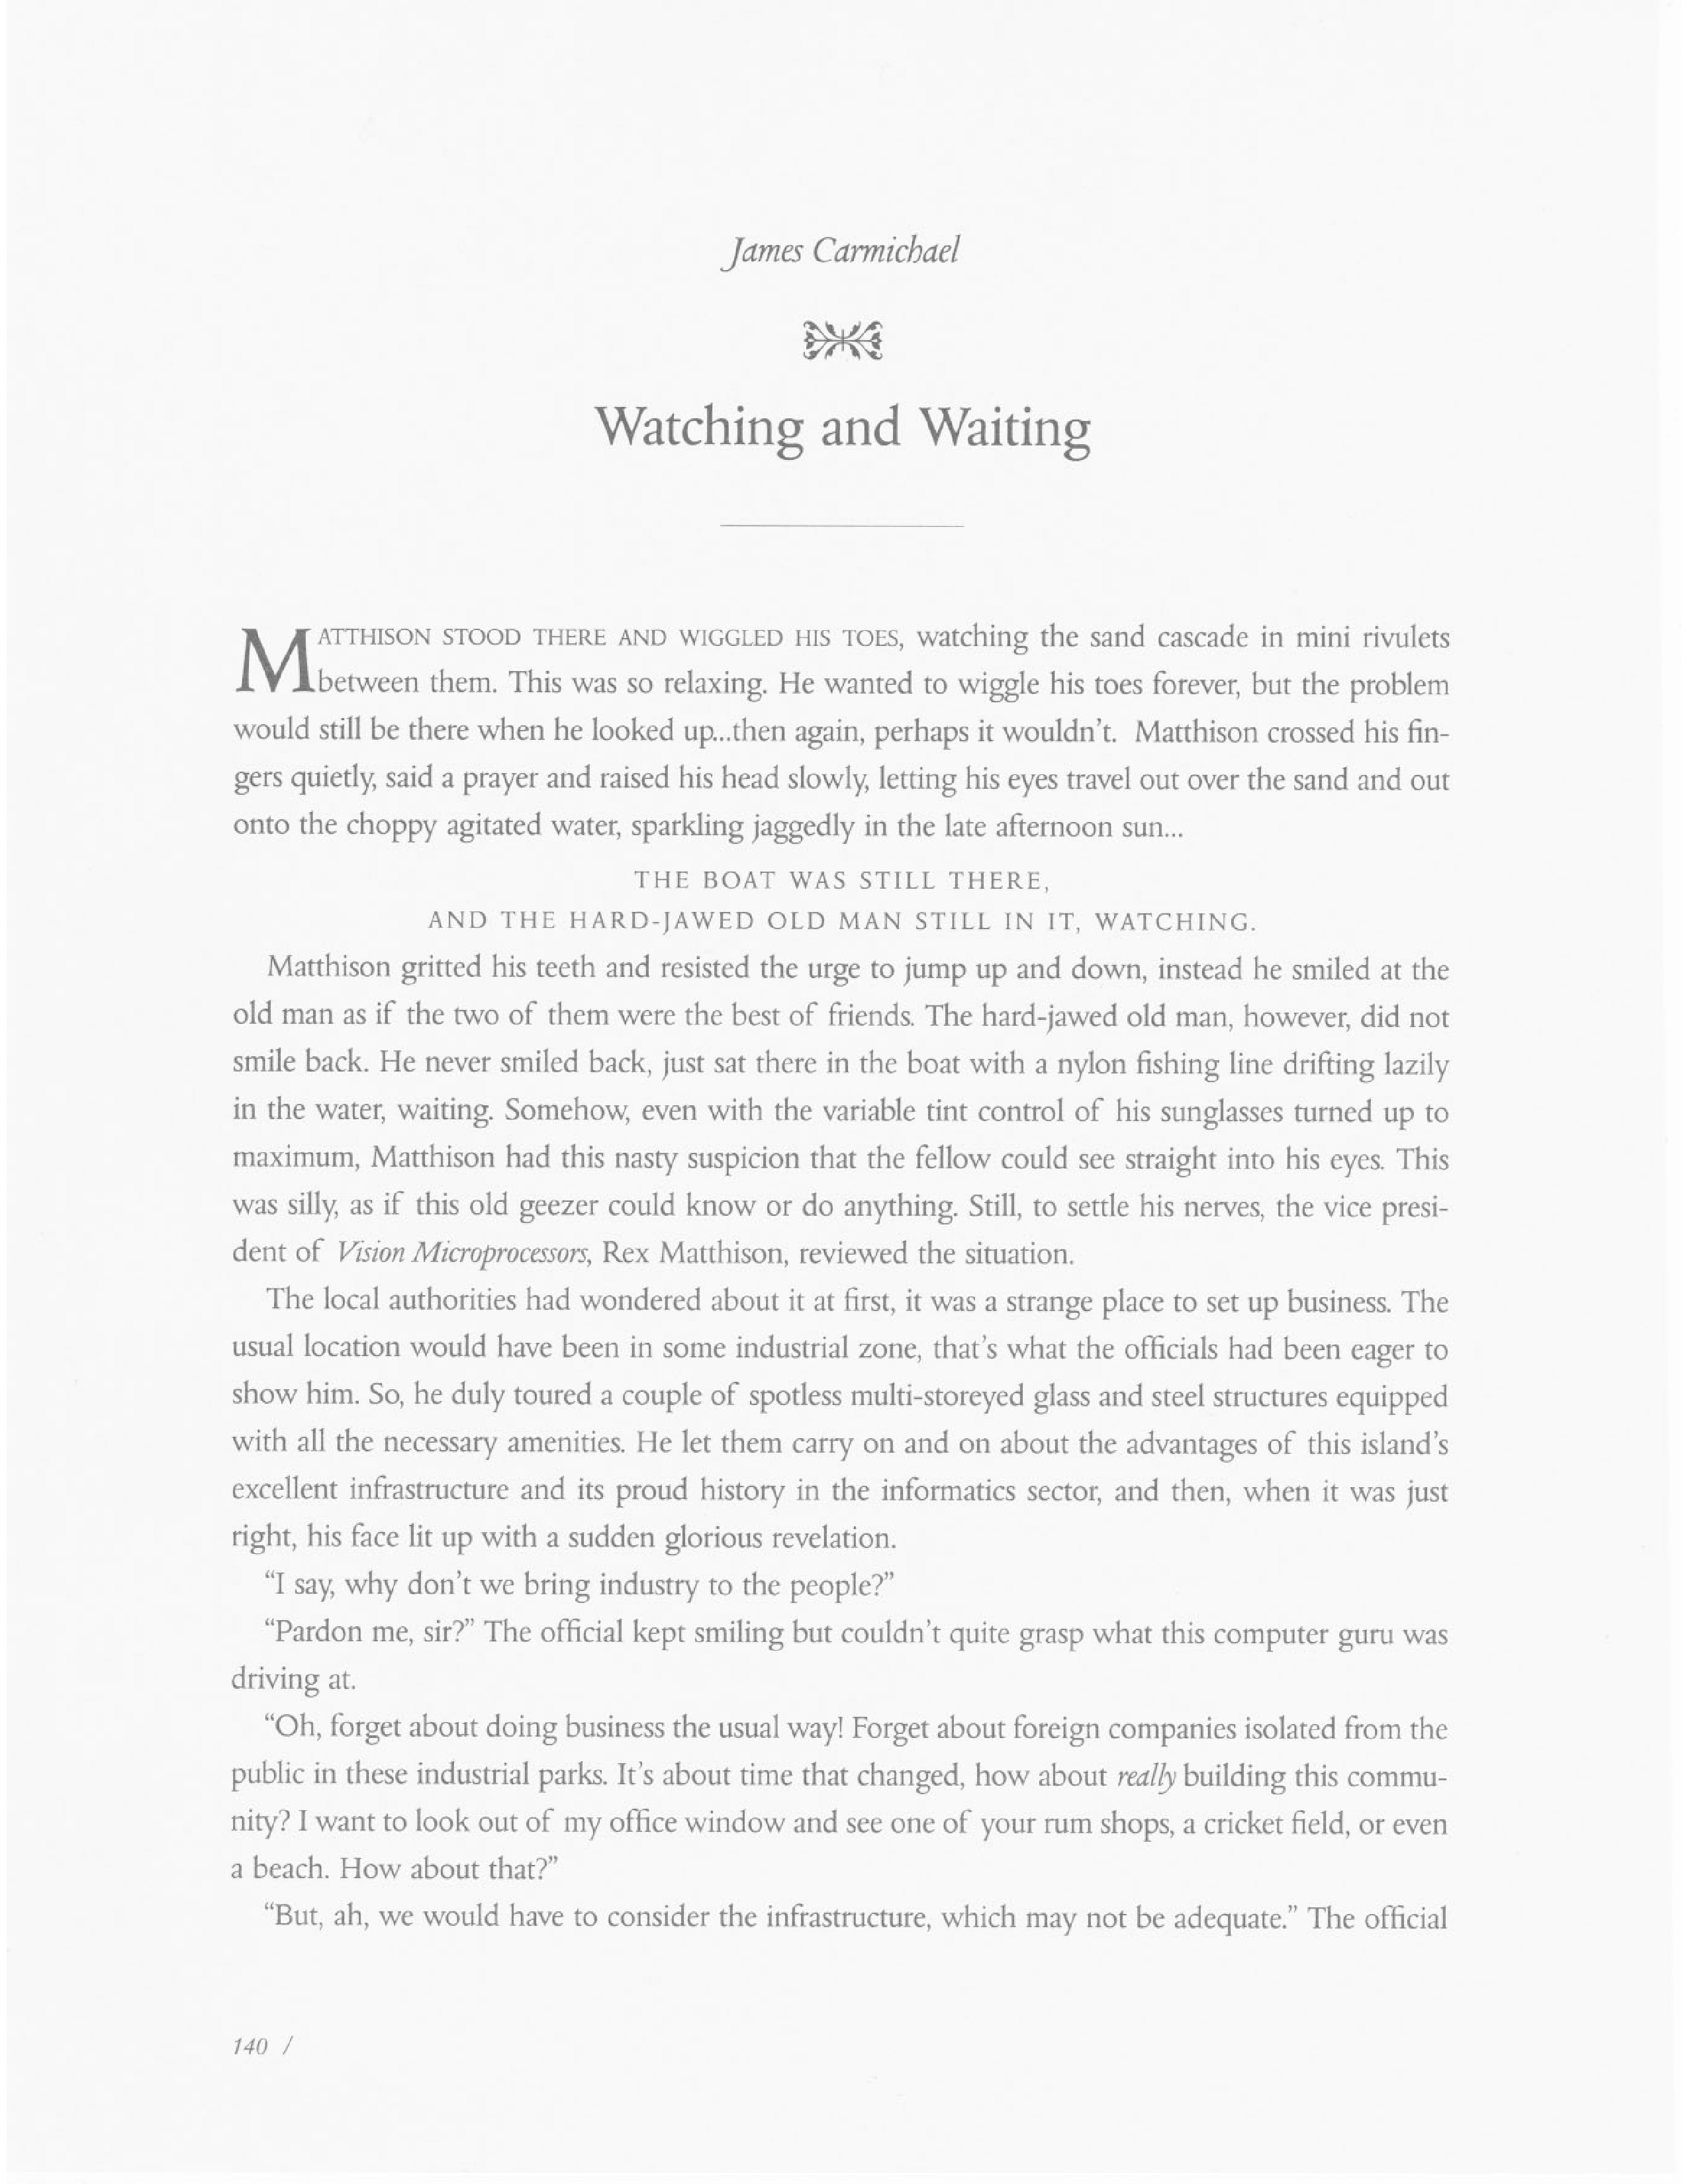 James Carmichael
Watching and Waiting
MATTHISON STOOD THERE AND WIGGLED HIS TOES, watching the sand cascade in mini rivulets
between them. This was so relaxing. He wanted to wiggle his toes forever, but the problem
would still be there when he looked up...then again, perhaps it wouldn't. Matthison crossed his fin-
gers quietly, said a prayer and raised his head slowly, letting his eyes travel out over the sand and out
onto the choppy agitated water, sparkling jaggedly in the late afternoon sun...
THE BOAT WAS STILL THERE,
AND THE HARD-JAWED OLD MAN STILL IN IT, WATCHING.
Matthison gritted his teeth and resisted the urge to jump up and down, instead he smiled at the
old man as if the two of them were the best of friends. The hard-jawed old man, however, did not
smile back. He never smiled back, just sat there in the boat with a nylon fishing line drifting lazily
in the water, waiting. Somehow, even with the variable tint control of his sunglasses turned up to
maximum, Matthison had this nasty suspicion that the fellow could see straight into his eyes. This
was silly, as if this old geezer could know or do anything. Still, to settle his nerves, the vice presi-
dent of Vision Microprocessors, Rex Matthison, reviewed the situation.
The local authorities had wondered about it at first, it was a strange place to set up business. The
usual location would have been in some industrial zone, that's what the officials had been eager to
show him. So, he duly toured a couple of spotless multi-storeyed glass and steel structures equipped
with all the necessary amenities. He let them carry on and on about the advantages of this island's
excellent infrastructure and its proud history in the informatics sector, and then, when it was just
right, his face lit up with a sudden glorious revelation.
"I say, why don't we bring industry to the people?"
"Pardon me, sir?" The official kept smiling but couldn't quite grasp what this computer guru was
driving at.
"Oh, forget about doing business the usual way! Forget about foreign companies isolated from the
public in these industrial parks. It's about time that changed, how about really building this commu-
nity? I want to look out of my office window and see one of your rum shops, a cricket field, or even
a beach. How about that?"
"But, ah, we would have to consider the infrastructure, which may not be adequate." The official
140 /